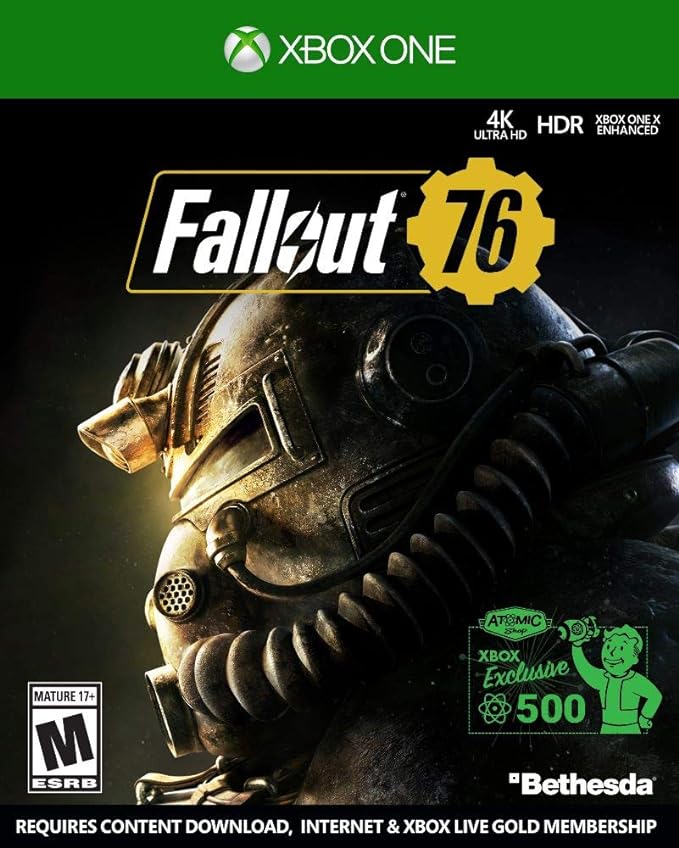 XBOX ONE
4K
ULTRA HD
HDR
XBOX ONE X
ENHANCED
Fallout®
76
ATOMIC
Shop
XBOX
Exclusive
500
MATURE 17+
M
ESRB
Bethesda
REQUIRES CONTENT DOWNLOAD, INTERNET & XBOX LIVE GOLD MEMBERSHIP